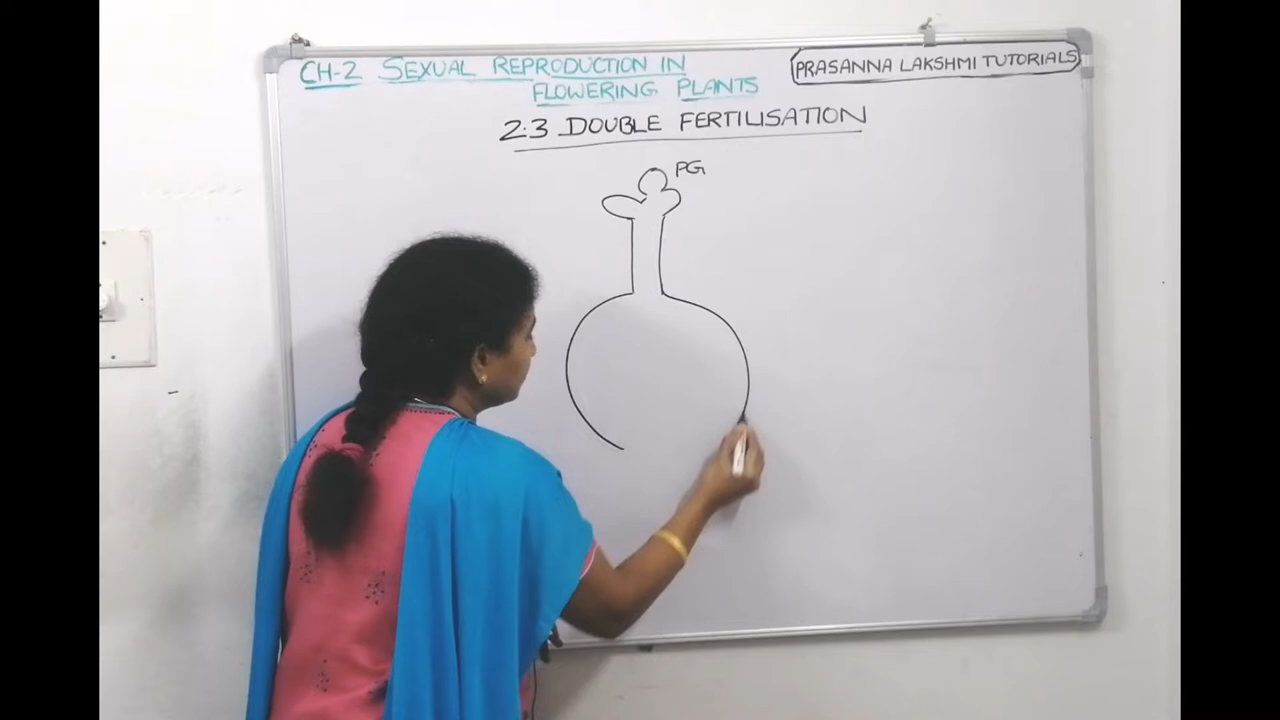 CH-2 SEXUAL REPRODUCTION IN
FLOWERING PLANTS
PRASANNA LAKSHMI TUTORIALS
2.3 DOUBLE FERTILISATION
PG